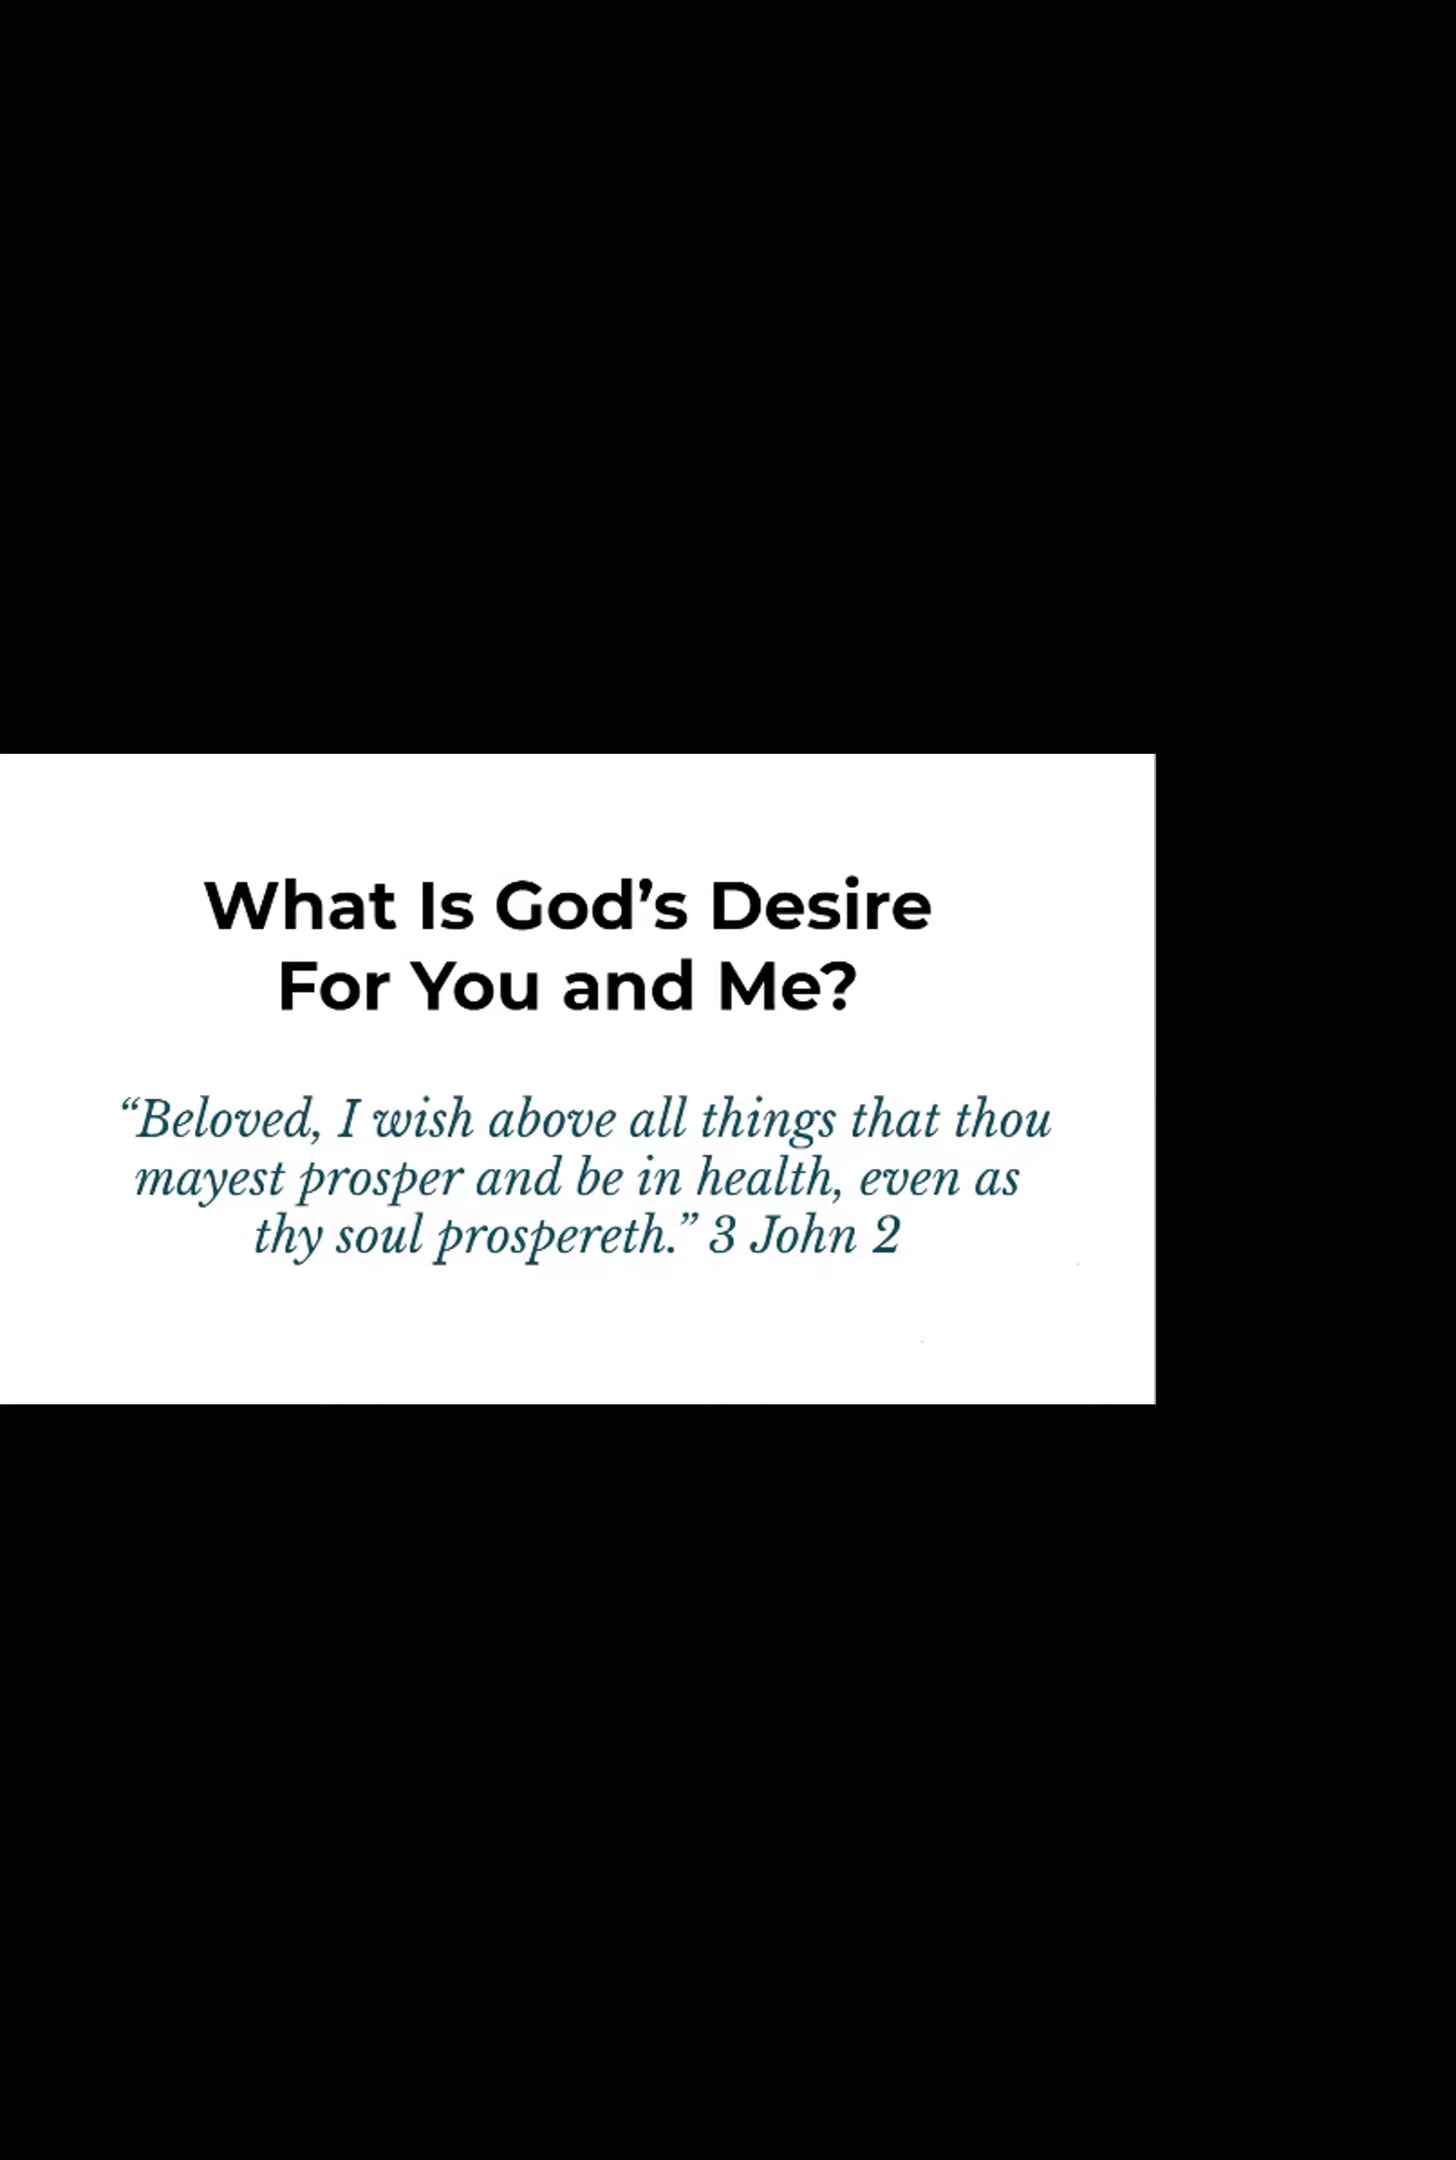 What Is God’s Desire
For You and Me?
“Beloved, I wish above all things that thou
mayest prosper and be in health, even as
thy soul prospereth.” 3 John 2